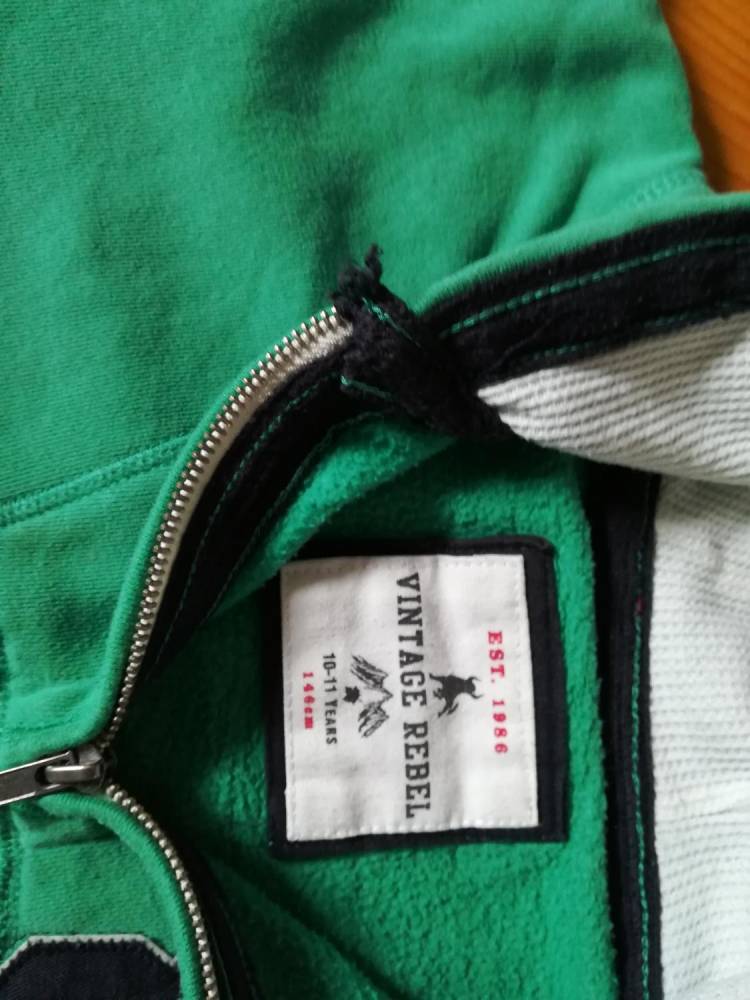 EST. 1986
VINTAGE REBEL
10-11 YEARS
146cm